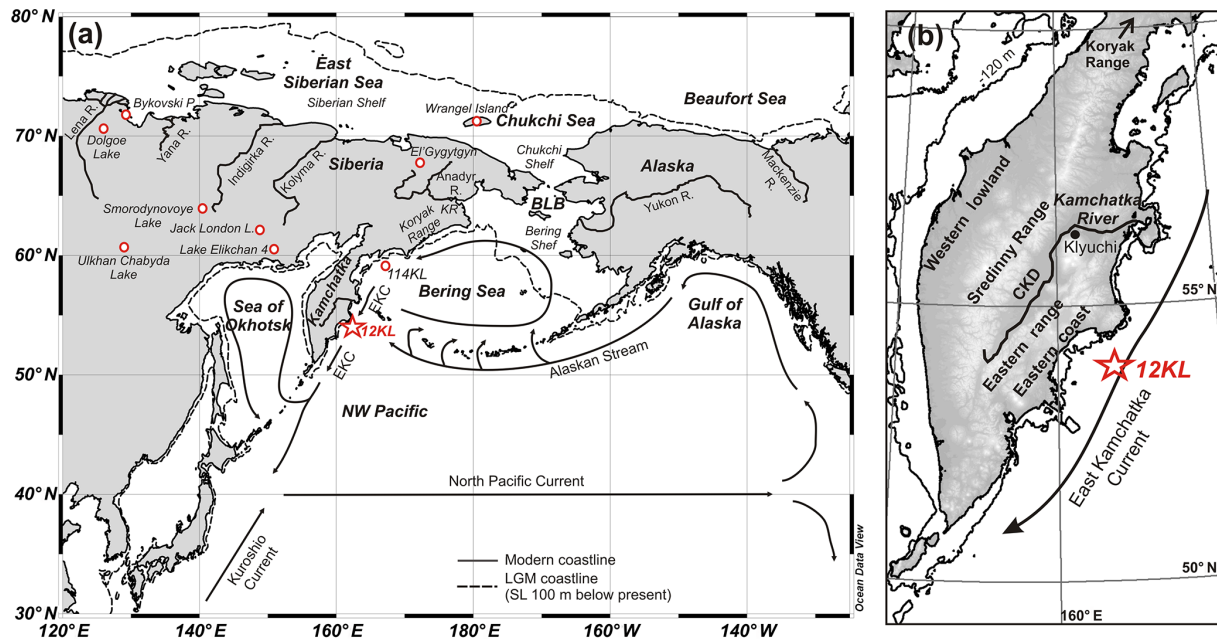 80° N
70° N
60° N
50° N
40° N
30° N
120° E
140° E
160° E
180° E
160° W
140° W
(a)
East
Siberian Sea
Siberian Shelf
Beaufort Sea
Wrangel Island
Chukchi Sea
Chukchi
Shelf
Bykovski P.
Lena R.
Dolgoe
Lake
Yana R.
Indigirka R.
Kolyma R.
Siberia
El'Gygytgyn
Anadyr
R.
Alaska
Mackenzie
R.
Smorodynovoye
Lake
Jack London L.
Lake Elikchan 4
Ulkhan Chabyda
Lake
Koryak
Range
KR
BLB
Yukon R.
Bering
Shef
114KL
Kamchatka
EKC
Bering Sea
Sea of
Okhotsk
12KL
EKC
Gulf of
Alaska
Alaskan Stream
NW Pacific
North Pacific Current
Kuroshio
Current
Modern coastline
LGM coastline
(SL 100 m below present)
Ocean Data View
(b)
-120 m
Koryak
Range
Western lowland
Sredinny Range
Kamchatka
River
Klyuchi
CKD
Eastern range
Eastern coast
55° N
12KL
East Kamchatka
Current
50° N
160° E